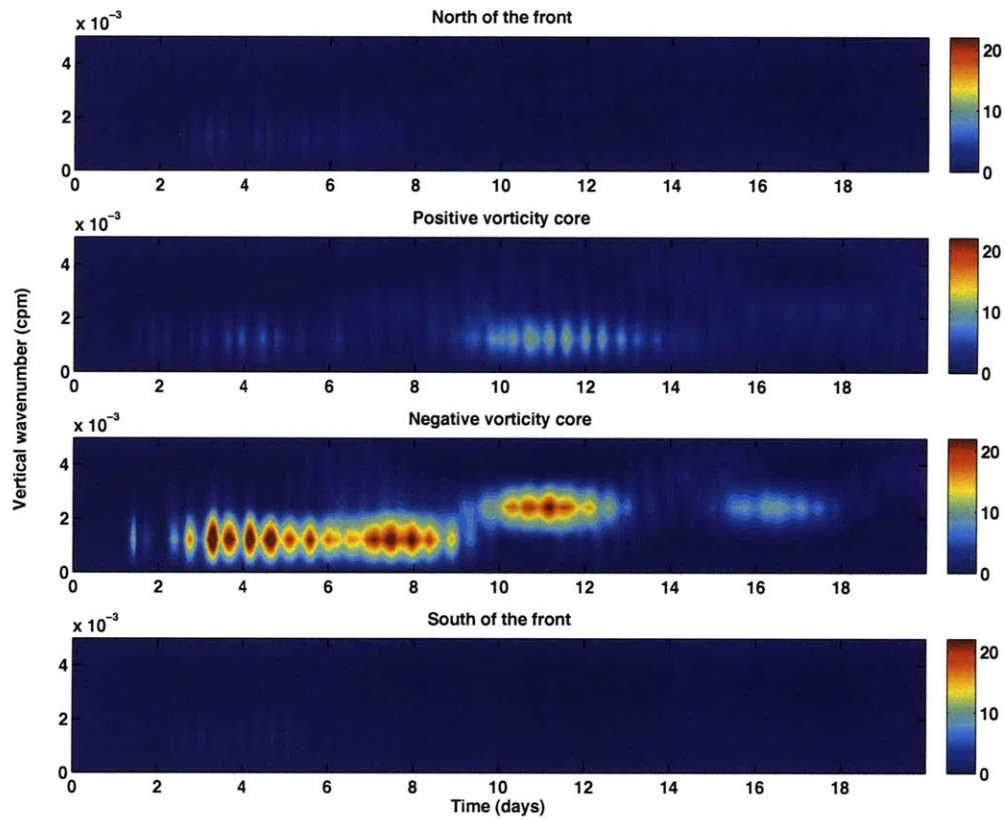 North of the front
x 10⁻³
4
2
0
0 2 4 6 8 10 12 14 16 18
20
10
0
Positive vorticity core
x 10⁻³
4
2
0
0 2 4 6 8 10 12 14 16 18
20
10
0
Negative vorticity core
x 10⁻³
4
2
0
0 2 4 6 8 10 12 14 16 18
20
10
0
South of the front
x 10⁻³
4
2
0
0 2 4 6 8 10 12 14 16 18
20
10
0
Vertical wavenumber (cpm)
Time (days)